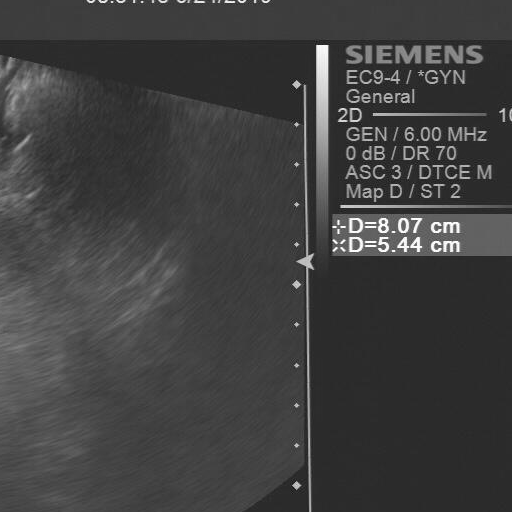 SIEMENS
EC9-4 / *GYN
General
2D
GEN / 6.00 MHz
0 dB / DR 70
ASC 3 / DTCE M
Map D / ST 2
D=8.07 cm
D=5.44 cm